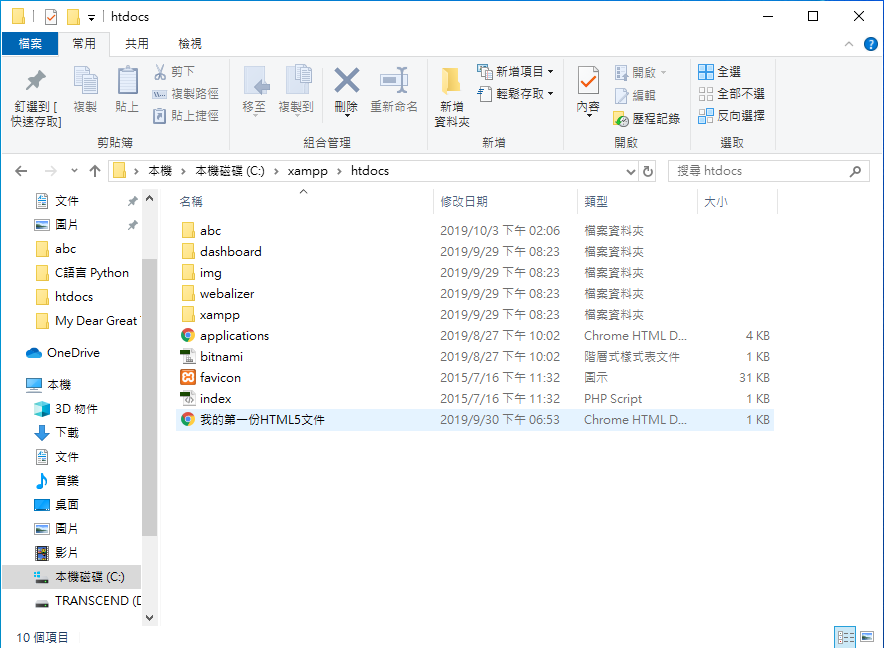 htdocs
檔案 常用 共用 檢視
釘選到 [
快速存取]
複製
貼上
剪下
複製路徑
貼上捷徑
剪貼簿
移至
複製到
刪除
重新命名
組合管理
新增
資料夾
新增項目
輕鬆存取
新增
內容
開啟
編輯
歷程記錄
開啟
全選
全部不選
反向選擇
選取
本機 > 本機磁碟 (C:) > xampp > htdocs
搜尋 htdocs
文件
圖片
abc
C語言 Python
htdocs
My Dear Great
OneDrive
本機
3D 物件
下載
文件
音樂
桌面
圖片
影片
本機磁碟 (C:)
TRANSCEND (D
名稱 修改日期 類型 大小
abc 2019/10/3 下午 02:06 檔案資料夾
dashboard 2019/9/29 下午 08:23 檔案資料夾
img 2019/9/29 下午 08:23 檔案資料夾
webalizer 2019/9/29 下午 08:23 檔案資料夾
xampp 2019/9/29 下午 08:23 檔案資料夾
applications 2019/8/27 下午 10:02 Chrome HTML D... 4 KB
bitnami 2019/8/27 下午 10:02 階層式樣式表文件 1 KB
favicon 2015/7/16 下午 11:32 圖示 31 KB
index 2015/7/16 下午 11:32 PHP Script 1 KB
我的第一份HTML5文件 2019/9/30 下午 06:53 Chrome HTML D... 1 KB
10 個項目